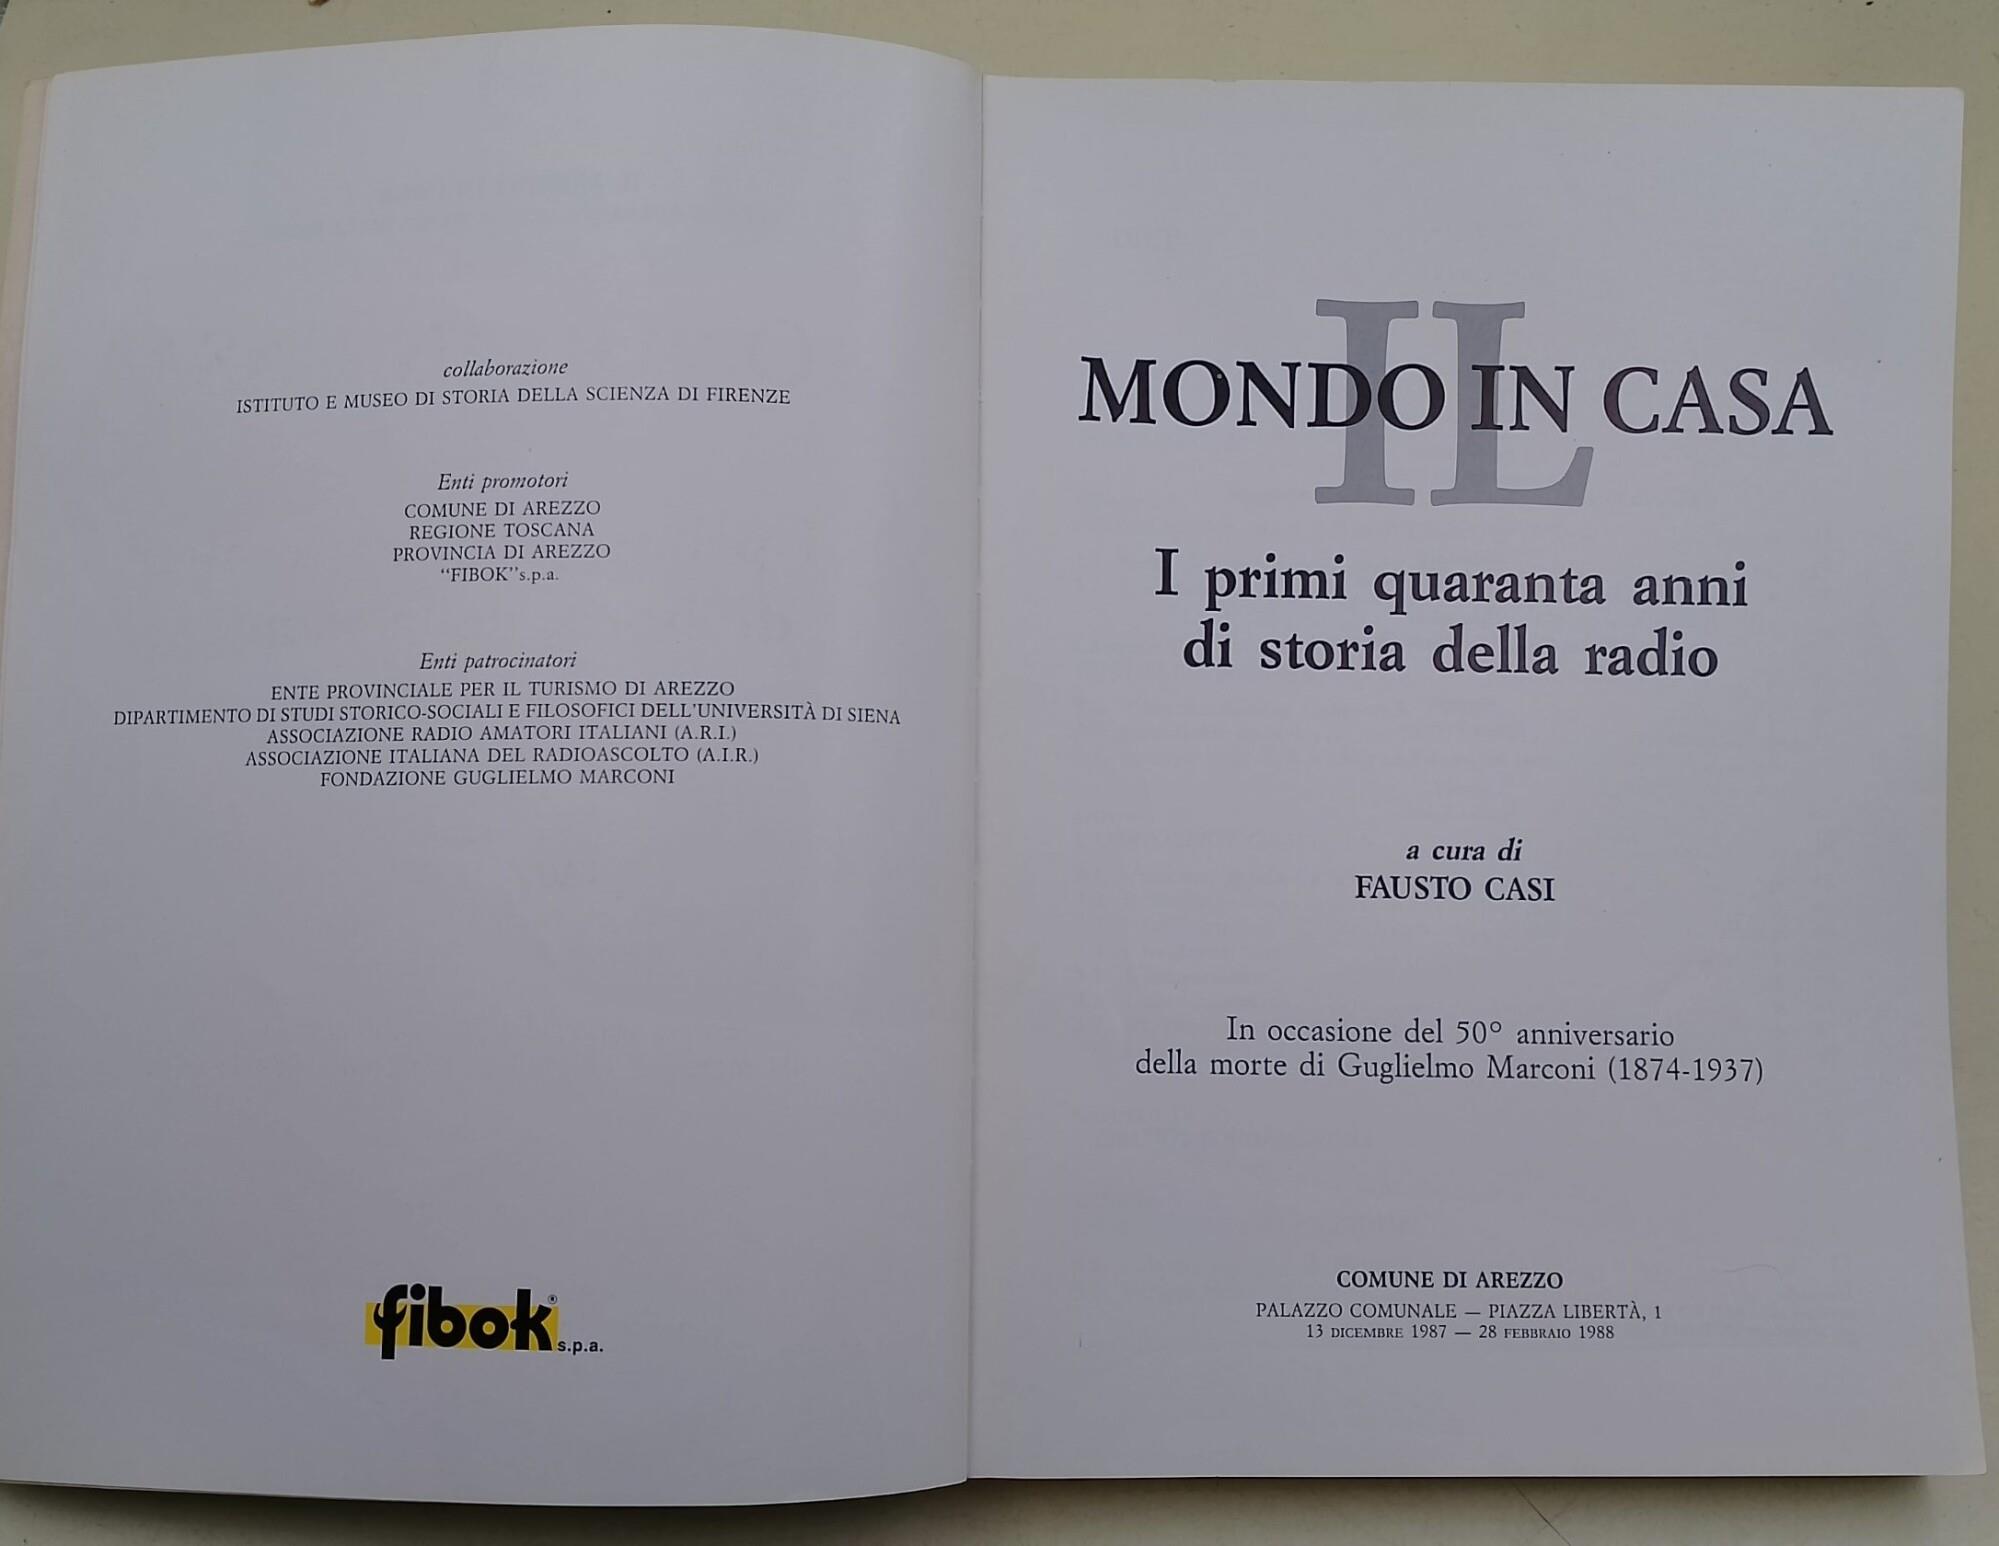 collaborazione
ISTITUTO E MUSEO DI STORIA DELLA SCIENZA DI FIRENZE
Enti promotori
COMUNE DI AREZZO
REGIONE TOSCANA
PROVINCIA DI AREZZO
“FIBOK” s.p.a.
Enti patrocinatori
ENTE PROVINCIALE PER IL TURISMO DI AREZZO
DIPARTIMENTO DI STUDI STORICO-SOCIALI E FILOSOFICI DELL'UNIVERSITÀ DI SIENA
ASSOCIAZIONE RADIO AMATORI ITALIANI (A.R.I.)
ASSOCIAZIONE ITALIANA DEL RADIOASCOLTO (A.I.R.)
FONDAZIONE GUGLIELMO MARCONI
fibok® s.p.a.
IL
MONDO IN CASA
I primi quaranta anni
di storia della radio
a cura di
FAUSTO CASI
In occasione del 50° anniversario
della morte di Guglielmo Marconi (1874-1937)
COMUNE DI AREZZO
PALAZZO COMUNALE — PIAZZA LIBERTÀ, 1
13 DICEMBRE 1987 — 28 FEBBRAIO 1988